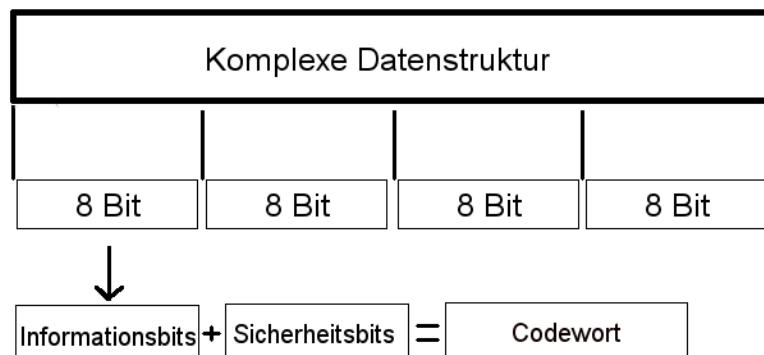 Komplexe Datenstruktur
8 Bit 8 Bit 8 Bit 8 Bit
Informationsbits + Sicherheitsbits = Codewort